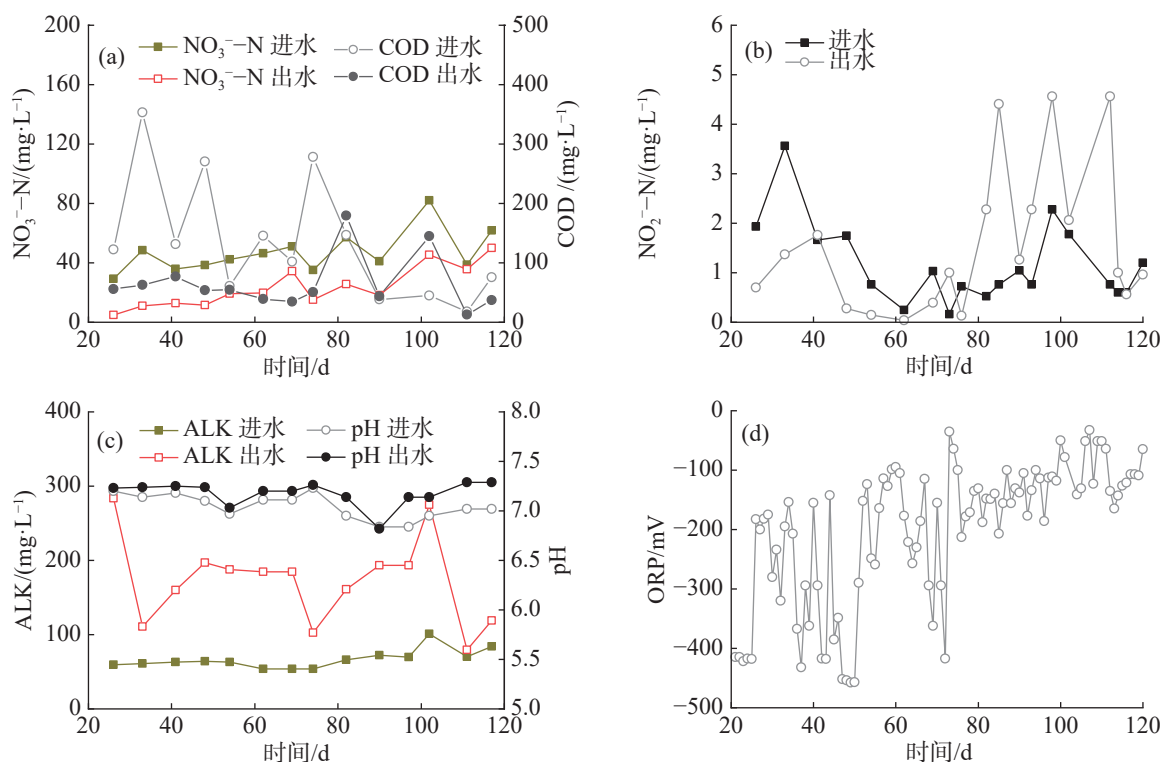 (a)
NO₃⁻−N 进水
COD 进水
NO₃⁻−N 出水
COD 出水
200
160
120
80
40
0
NO₃⁻−N/(mg·L⁻¹)
500
400
300
200
100
0
COD /(mg·L⁻¹)
20 40 60 80 100 120
时间/d
(b)
进水
出水
6
5
4
3
2
1
0
NO₂⁻−N/(mg·L⁻¹)
20 40 60 80 100 120
时间/d
(c)
ALK 进水
pH 进水
ALK 出水
pH 出水
400
300
200
100
0
ALK/(mg·L⁻¹)
8.0
7.5
7.0
6.5
6.0
5.5
5.0
pH
20 40 60 80 100 120
时间/d
(d)
−0
−100
−200
−300
−400
−500
ORP/mV
20 40 60 80 100 120
时间/d